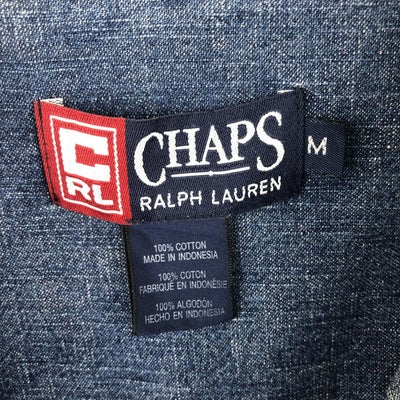 C
RL
CHAPS
RALPH LAUREN
M
100% COTTON
MADE IN INDONESIA
100% COTON
FABRIQUÉ EN INDONÉSIE
100% ALGODÓN
HECHO EN INDONESIA